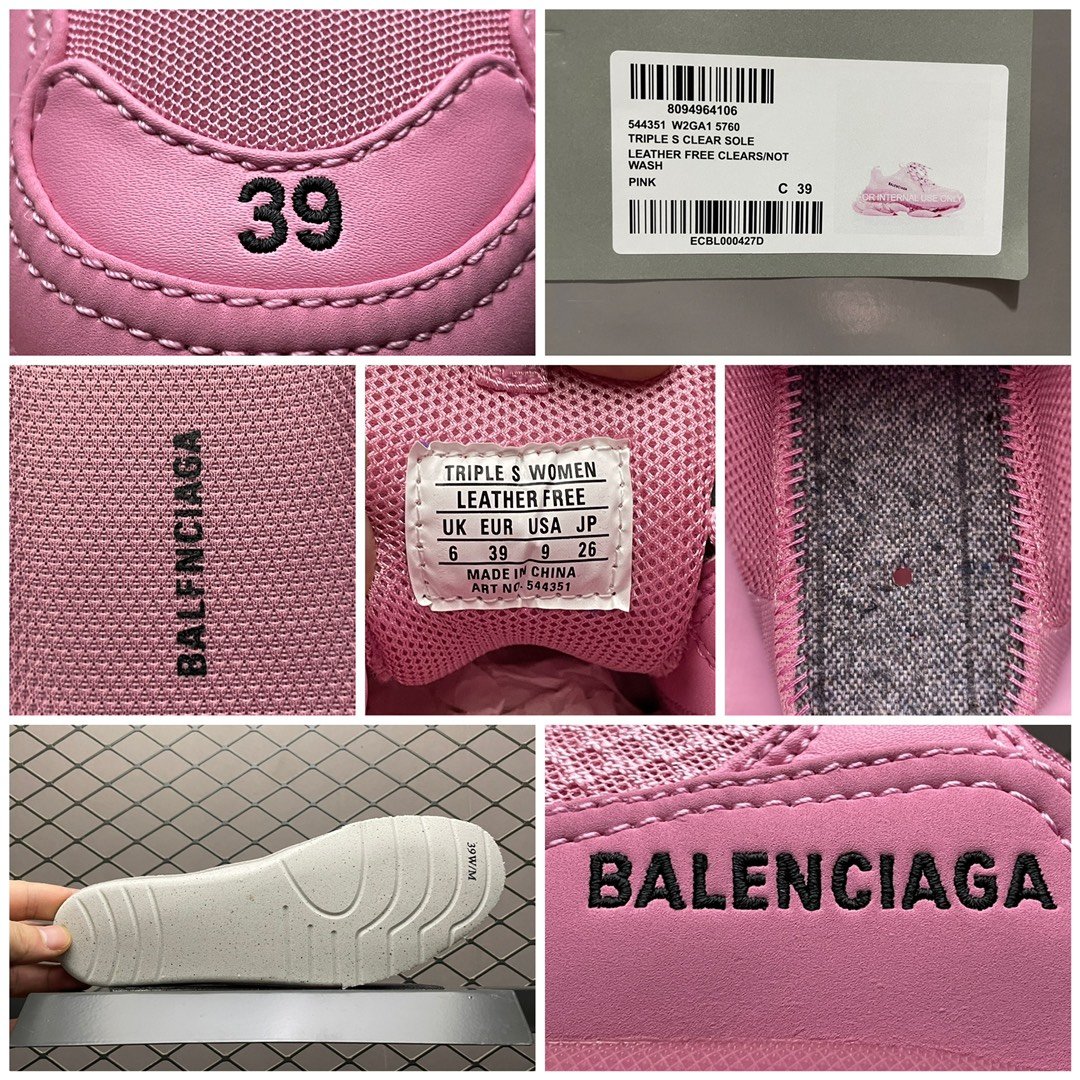 39
8094964106
544351 W2GA1 5760
TRIPLE S CLEAR SOLE
LEATHER FREE CLEARS/NOT
WASH
PINK C 39
BALENCIAGA
OR INTERNAL USE ONLY
ECBL000427D
BALENCIAGA
TRIPLE S WOMEN
LEATHER FREE
UK EUR USA JP
6 39 9 26
MADE IN CHINA
ART NO. 544351
39W/M
BALENCIAGA